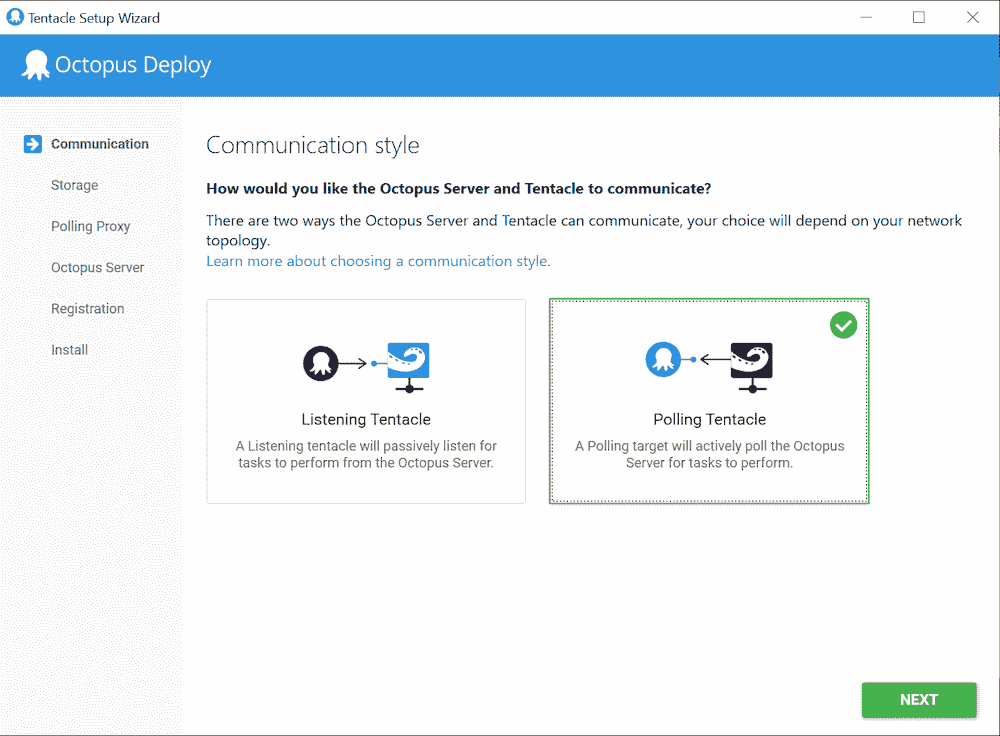 Tentacle Setup Wizard
Octopus Deploy
Communication
Storage
Polling Proxy
Octopus Server
Registration
Install
Communication style
How would you like the Octopus Server and Tentacle to communicate?
There are two ways the Octopus Server and Tentacle can communicate, your choice will depend on your network
topology.
Learn more about choosing a communication style.
Listening Tentacle
A Listening tentacle will passively listen for
tasks to perform from the Octopus Server.
Polling Tentacle
A Polling target will actively poll the Octopus
Server for tasks to perform.
NEXT